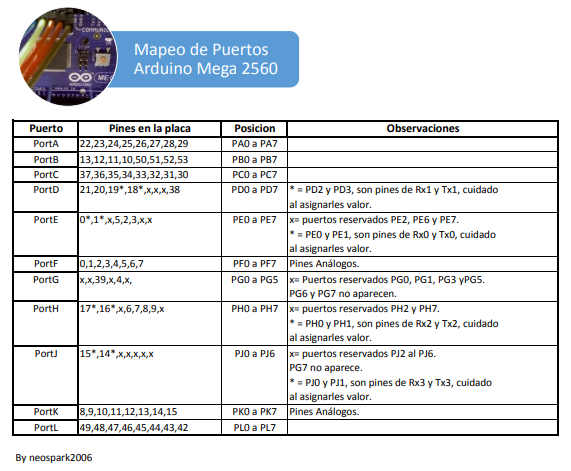 COMMUNI
ARDUINO
MEG
Mapeo de Puertos
Arduino Mega 2560
Puerto Pines en la placa Posicion Observaciones
PortA 22,23,24,25,26,27,28,29 PA0 a PA7
PortB 13,12,11,10,50,51,52,53 PB0 a PB7
PortC 37,36,35,34,33,32,31,30 PC0 a PC7
PortD 21,20,19*,18*,x,x,x,38 PD0 a PD7 * = PD2 y PD3, son pines de Rx1 y Tx1, cuidado
al asignarles valor.
PortE 0*,1*,x,5,2,3,x,x PE0 a PE7 x= puertos reservados PE2, PE6 y PE7.
* = PE0 y PE1, son pines de Rx0 y Tx0, cuidado
al asignarles valor.
PortF 0,1,2,3,4,5,6,7 PF0 a PF7 Pines Análogos.
PortG x,x,39,x,4,x, PG0 a PG5 x= Puertos reservados PG0, PG1, PG3 yPG5.
PG6 y PG7 no aparecen.
PortH 17*,16*,x,6,7,8,9,x PH0 a PH7 x= puertos reservados PH2 y PH7.
* = PH0 y PH1, son pines de Rx2 y Tx2, cuidado
al asignarles valor.
PortJ 15*,14*,x,x,x,x,x PJ0 a PJ6 x= puertos reservados PJ2 al PJ6.
PG7 no aparece.
* = PJ0 y PJ1, son pines de Rx3 y Tx3, cuidado
al asignarles valor.
PortK 8,9,10,11,12,13,14,15 PK0 a PK7 Pines Análogos.
PortL 49,48,47,46,45,44,43,42 PL0 a PL7
By neospark2006